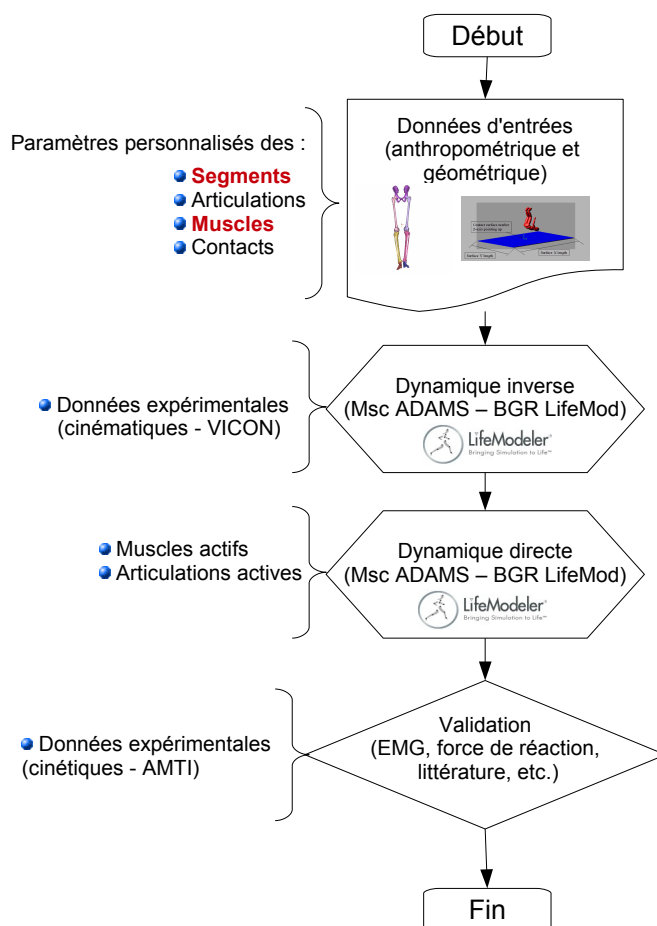 Début
Paramètres personnalisés des :
Segments
Articulations
Muscles
Contacts
Données d'entrées
(anthropométrique et
géométrique)
Données expérimentales
(cinématiques - VICON)
Dynamique inverse
(Msc ADAMS – BGR LifeMod)
LifeModeler
Bringing Simulation to Life™
Muscles actifs
Articulations actives
Dynamique directe
(Msc ADAMS – BGR LifeMod)
LifeModeler
Bringing Simulation to Life™
Données expérimentales
(cinétiques - AMTI)
Validation
(EMG, force de réaction,
littérature, etc.)
Fin